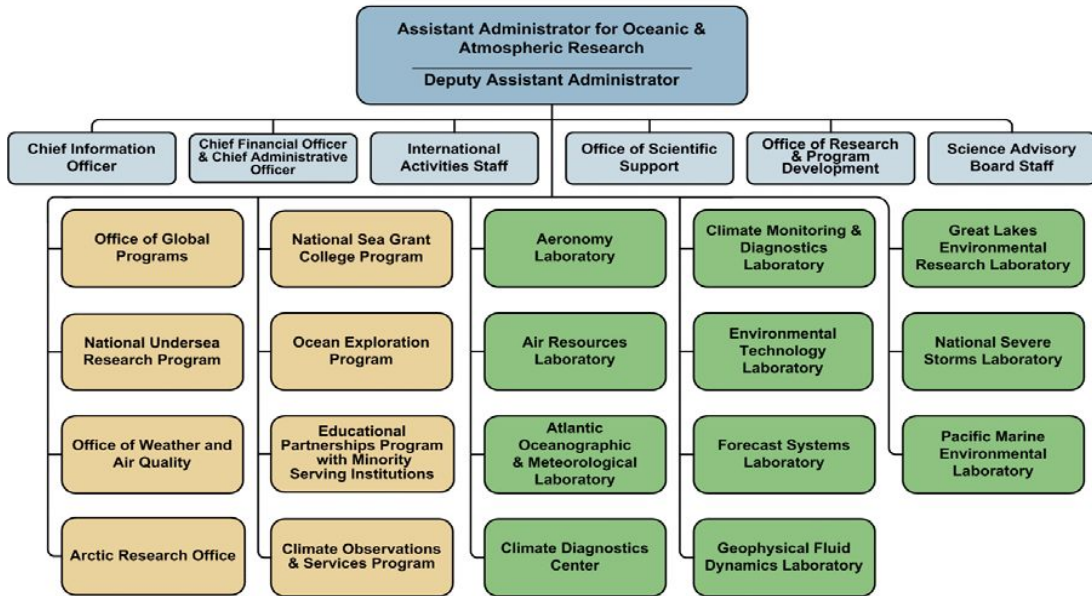 Assistant Administrator for Oceanic &
Atmospheric Research
Deputy Assistant Administrator
Chief Information
Officer
Chief Financial Officer
& Chief Administrative
Officer
International
Activities Staff
Office of Scientific
Support
Office of Research
& Program
Development
Science Advisory
Board Staff
Office of Global
Programs
National Sea Grant
College Program
Aeronomy
Laboratory
Climate Monitoring &
Diagnostics
Laboratory
Great Lakes
Environmental
Research Laboratory
National Undersea
Research Program
Ocean Exploration
Program
Air Resources
Laboratory
Environmental
Technology
Laboratory
National Severe
Storms Laboratory
Office of Weather and
Air Quality
Educational
Partnerships Program
with Minority
Serving Institutions
Atlantic
Oceanographic
& Meteorological
Laboratory
Forecast Systems
Laboratory
Pacific Marine
Environmental
Laboratory
Arctic Research Office
Climate Observations
& Services Program
Climate Diagnostics
Center
Geophysical Fluid
Dynamics Laboratory